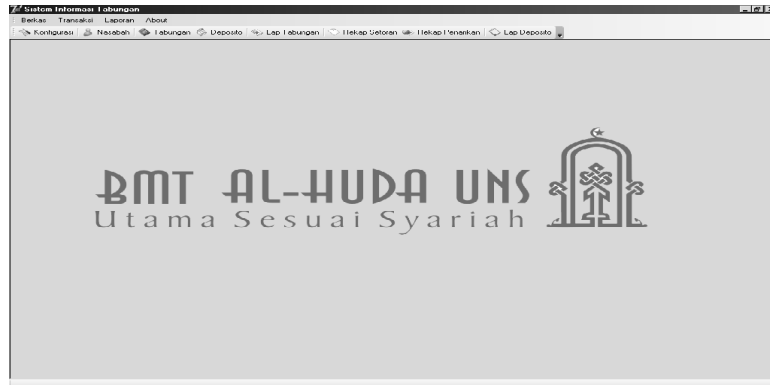 Sistem Informasi Tabungan
Berkas Transaksi Laporan About
Konfigurasi Nasabah Tabungan Deposito Lap Tabungan Rekap Setoran Rekap Penarikan Lap Deposito
BMT AL-HUDA UNS
Utama Sesuai Syariah